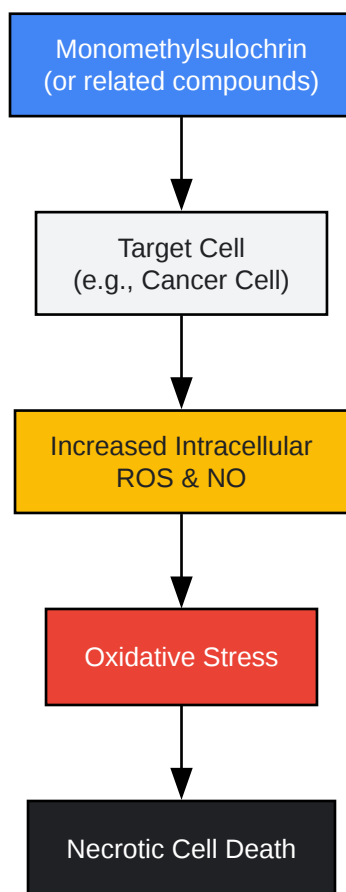 Monomethylsulochrin
(or related compounds)
Target Cell
(e.g., Cancer Cell)
Increased Intracellular
ROS & NO
Oxidative Stress
Necrotic Cell Death